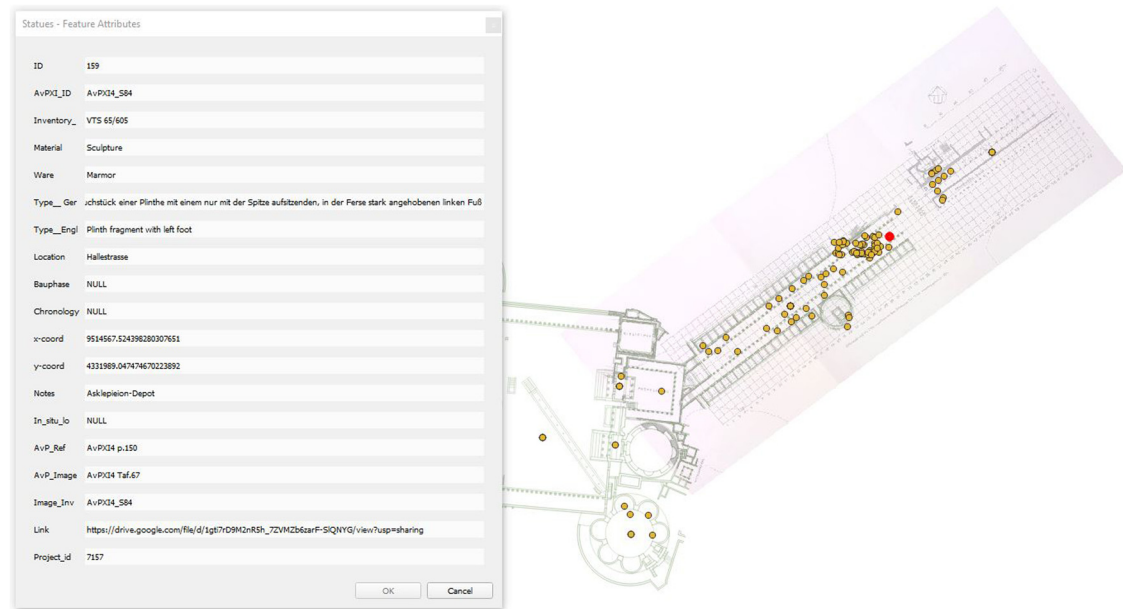 Statues - Feature Attributes
ID 159
AvPXI_ID AvPXI4_S84
Inventory_ VTS 65/605
Material Sculpture
Ware Marmor
Type__Ger ıchstück einer Plinthe mit einem nur mit der Spitze aufsitzenden, in der Ferse stark angehobenen linken Fuß
Type__Engl Plinth fragment with left foot
Location Hallestrasse
Bauphase NULL
Chronology NULL
x-coord 9514567.524398280307651
y-coord 4331989.047474670223892
Notes Asklepieion-Depot
In_situ_lo NULL
AvP_Ref AvPXI4 p.150
AvP_Image AvPXI4 Taf.67
Image_Inv AvPXI4_S84
Link https://drive.google.com/file/d/1gti7rD9M2nR5h_7ZVMZb6zarF-SlQNYG/view?usp=sharing
Project_id 7157
OK Cancel